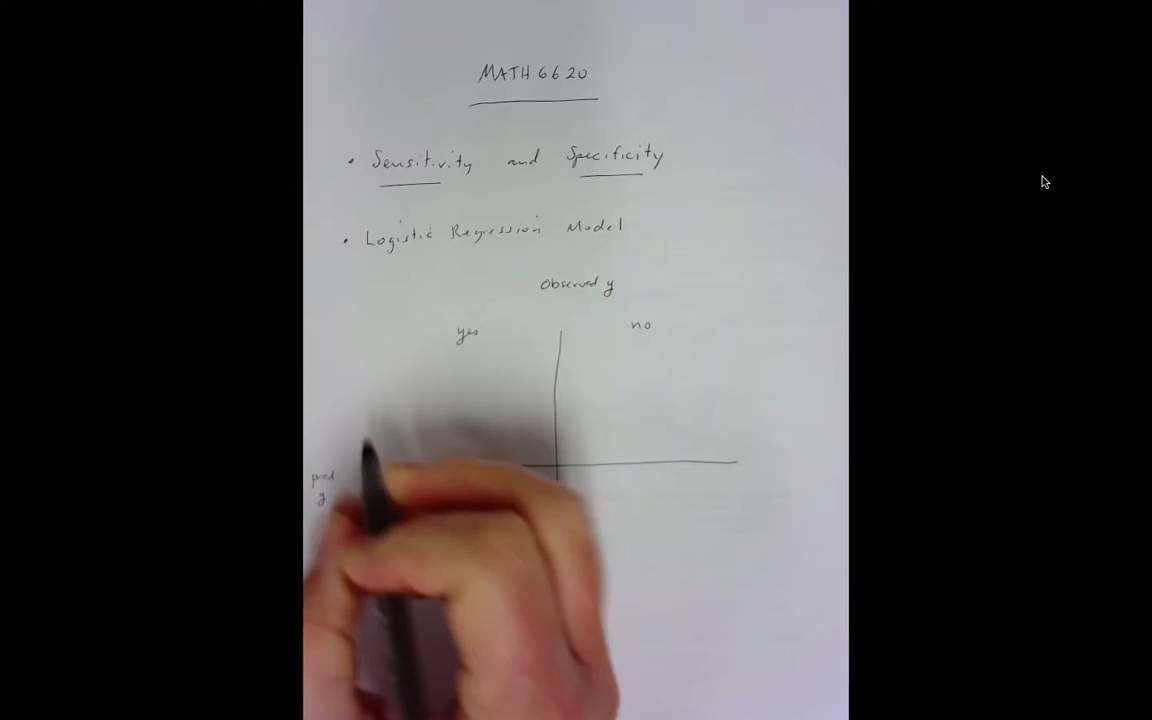 MATH 6620
• Sensitivity and Specificity
• Logistic Regression Model
Observed y
yes no
pred
y